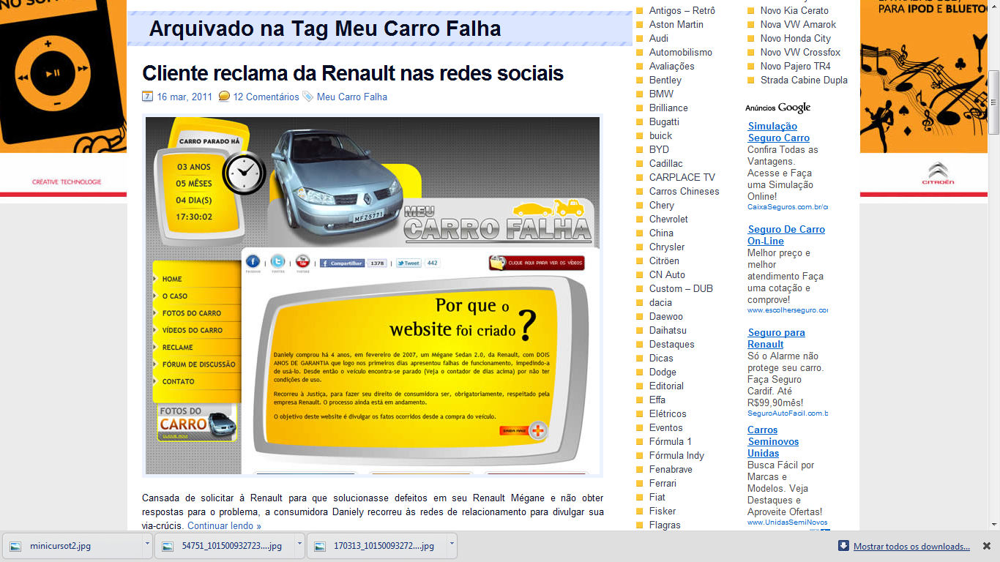 PARA IPOD E BLUETOO
CRÉATIVE TECHNOLOGIE
Arquivado na Tag Meu Carro Falha
Cliente reclama da Renault nas redes sociais
7 16 mar, 2011 12 Comentários Meu Carro Falha
CARRO PARADO HÁ
03 ANOS
05 MÊSES
04 DIA(S)
17:30:02
MFZ5771
MEU
CARRO FALHA
FACEBOOK | TWITTER | YOUTUBE | Compartilhar 1378 | Tweet 442
CLIQUE AQUI PARA VER OS VÍDEOS
HOME
O CASO
FOTOS DO CARRO
VÍDEOS DO CARRO
RECLAME
FÓRUM DE DISCUSSÃO
CONTATO
FOTOS DO
CARRO
CLIQUE AQUI
Por que o
website foi criado ?
Daniely comprou há 4 anos, em fevereiro de 2007, um Mégane Sedan 2.0, da Renault, com DOIS
ANOS DE GARANTIA que logo nos primeiros dias apresentou falhas de funcionamento, impedindo-a
de usá-lo. Desde então o veículo encontra-se parado (Veja o contador de dias acima) por não ter
condições de uso.
Recorreu à Justiça, para fazer seu direito de consumidora ser, obrigatoriamente, respeitado pela
empresa Renault. O processo ainda está em andamento.
O objetivo deste website é divulgar os fatos ocorridos desde a compra do veículo.
SAIBA MAIS
Cansada de solicitar à Renault para que solucionasse defeitos em seu Renault Mégane e não obter
respostas para o problema, a consumidora Daniely recorreu às redes de relacionamento para divulgar sua
via-crúcis. Continuar lendo »
Antigos – Retrô
Aston Martin
Audi
Automobilismo
Avaliações
Bentley
BMW
Brilliance
Bugatti
buick
BYD
Cadillac
CARPLACE TV
Carros Chineses
Chery
Chevrolet
China
Chrysler
Citröen
CN Auto
Custom – DUB
dacia
Daewoo
Daihatsu
Destaques
Dicas
Dodge
Editorial
Effa
Elétricos
Eventos
Fórmula 1
Fórmula Indy
Fenabrave
Ferrari
Fiat
Fisker
Flagras
Novo Kia Cerato
Nova VW Amarok
Novo Honda City
Novo VW Crossfox
Novo Pajero TR4
Strada Cabine Dupla
Anúncios Google
Simulação
Seguro Carro
Confira Todas as
Vantagens.
Acesse e Faça
uma Simulação
Online!
CaixaSeguros.com.br/co
Seguro De Carro
On-Line
Melhor preço e
melhor
atendimento Faça
uma cotação e
comprove!
www.escolherseguro.com
Seguro para
Renault
Só o Alarme não
protege seu carro.
Faça Seguro
Cardif. Até
R$99,90mês!
SeguroAutoFacil.com.b
Carros
Seminovos
Unidas
Busca Fácil por
Marcas e
Modelos. Veja
Destaques e
Aproveite Ofertas!
www.UnidasSemiNovos
CITROËN
CRÉATIVE TECHNOLOGIE
minicursot2.jpg
54751_101500932723....jpg
170313_10150093272....jpg
Mostrar todos os downloads...